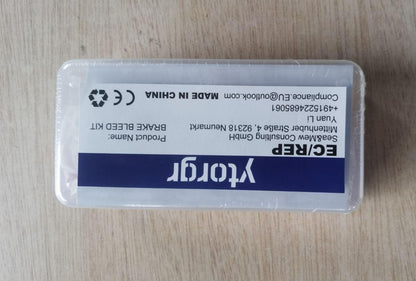 ytorgr
EC/REP
Sea&Mew Consulting GmbH
Mittenhuber Straße 4, 92318 Neumarkt
Yuan Li
+4915224685061
Compliance.EU@outlook.com
Product Name:
BRAKE BLEED KIT
CE MADE IN CHINA